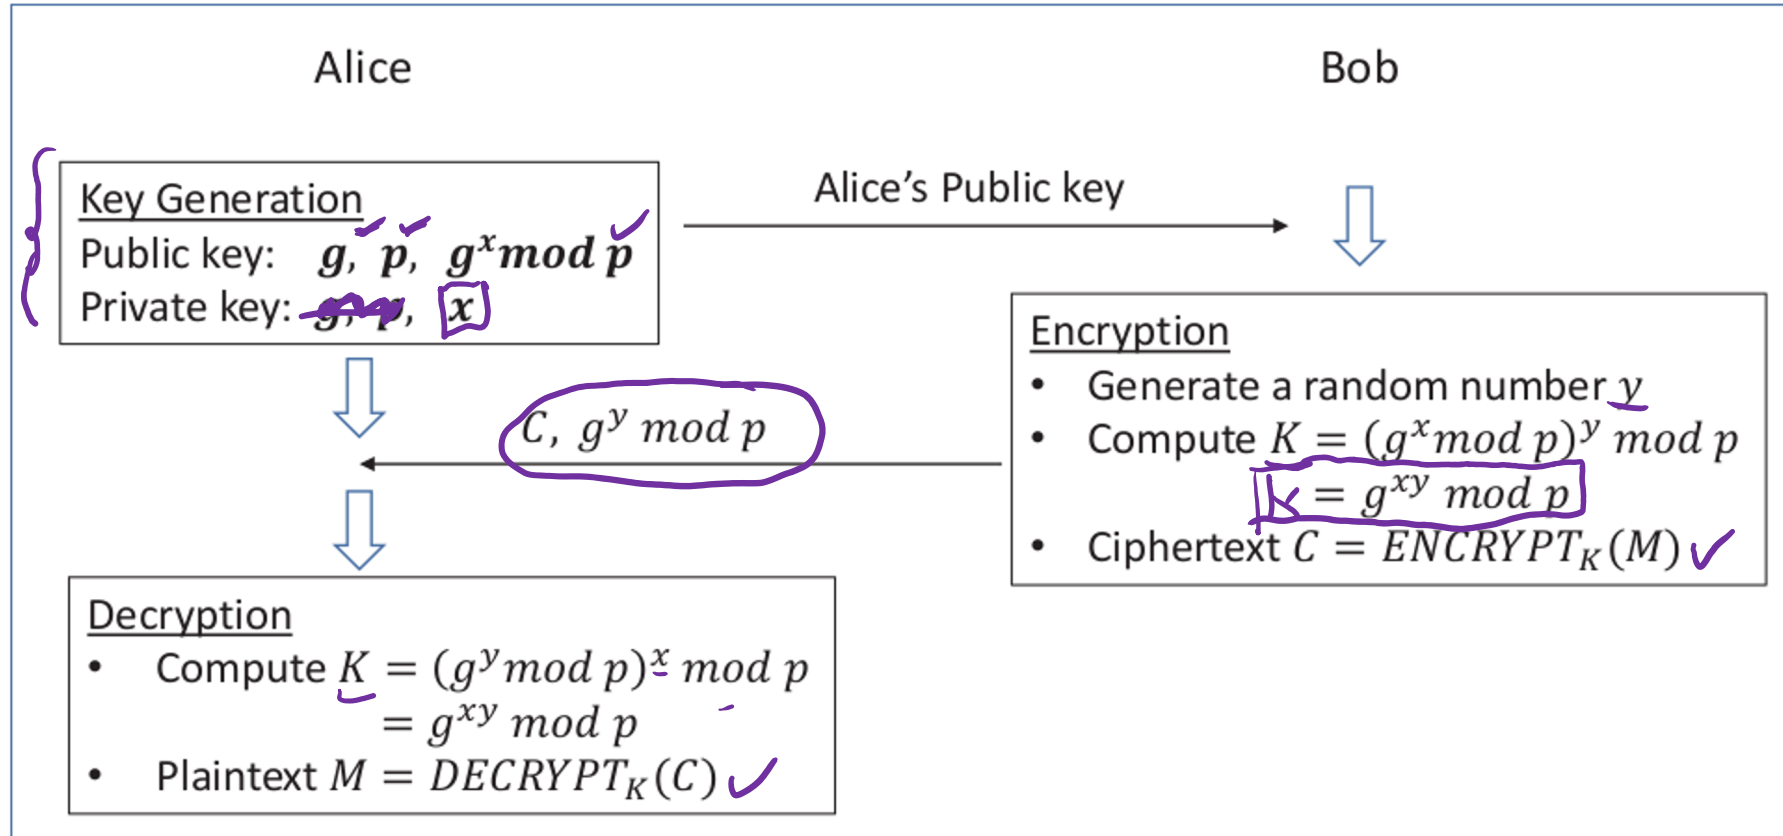 Alice
Bob
Key Generation
Public key: g, p, g^x mod p
Private key: g, p, x
Alice's Public key
Encryption
• Generate a random number y
• Compute K = (g^x mod p)^y mod p
k = g^xy mod p
• Ciphertext C = ENCRYPT_K(M)
C, g^y mod p
Decryption
• Compute K = (g^y mod p)^x mod p
= g^xy mod p
• Plaintext M = DECRYPT_K(C)